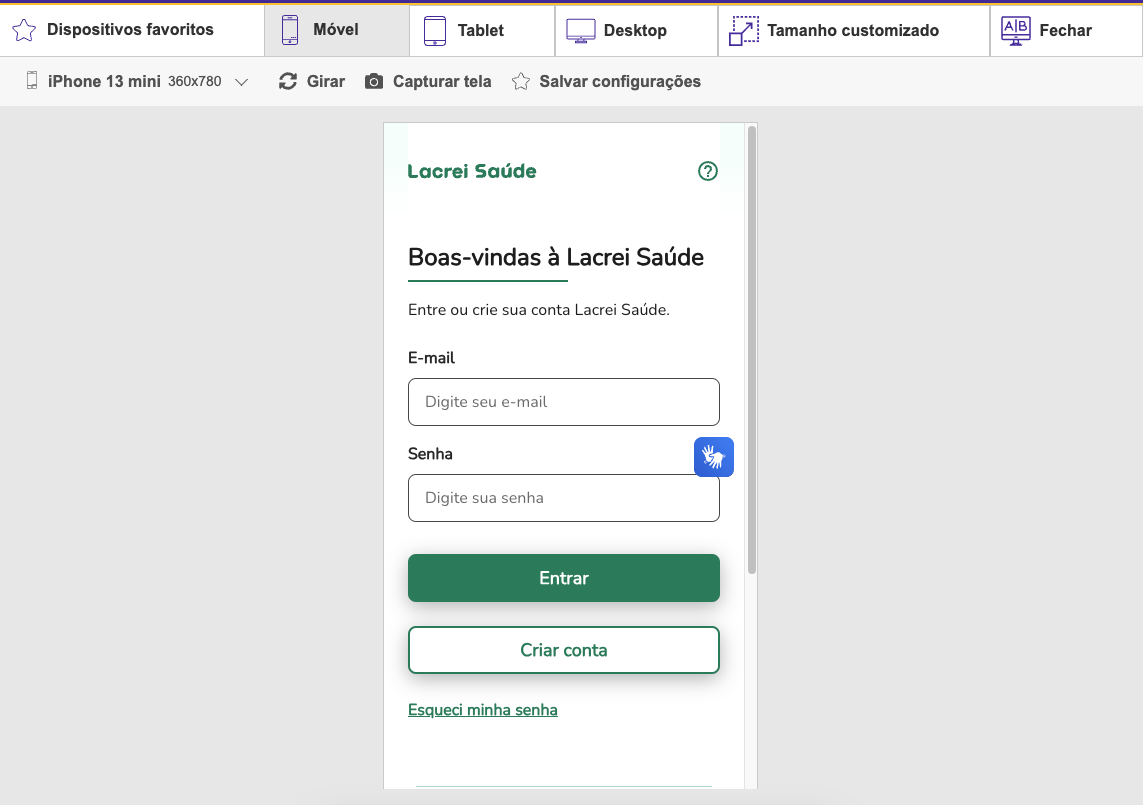 Dispositivos favoritos
Móvel
Tablet
Desktop
Tamanho customizado
A|B
Fechar
iPhone 13 mini 360x780
Girar
Capturar tela
Salvar configurações
Lacrei Saúde
?
Boas-vindas à Lacrei Saúde
Entre ou crie sua conta Lacrei Saúde.
E-mail
Digite seu e-mail
Senha
Digite sua senha
Entrar
Criar conta
Esqueci minha senha